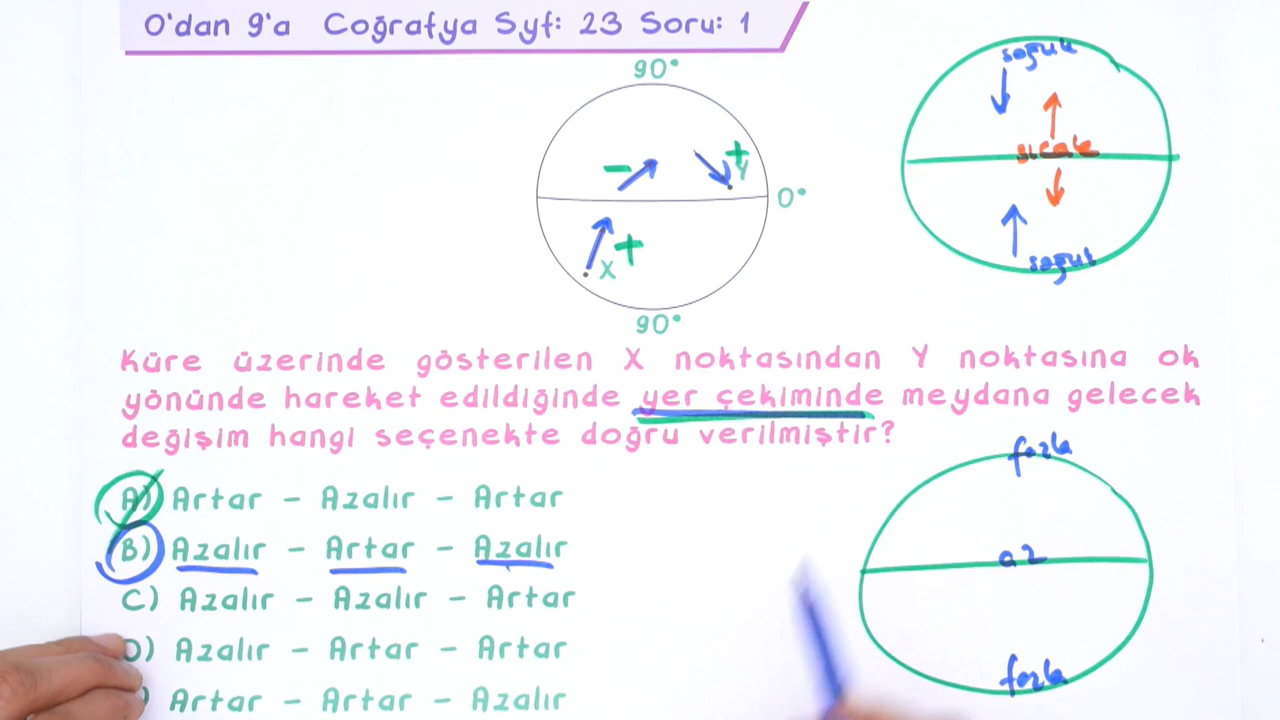 0'dan 9'a Coğrafya Syf: 23 Soru: 1
90°
soğuk
sıcak
soğuk
- + Y
0°
X +
90°
Küre üzerinde gösterilen X noktasından Y noktasına ok
yönünde hareket edildiğinde yer çekiminde meydana gelecek
değişim hangi seçenekte doğru verilmiştir?
fazla
az
fazla
A) Artar - Azalır - Artar
B) Azalır - Artar - Azalır
C) Azalır - Azalır - Artar
D) Azalır - Artar - Artar
) Artar - Artar - Azalır